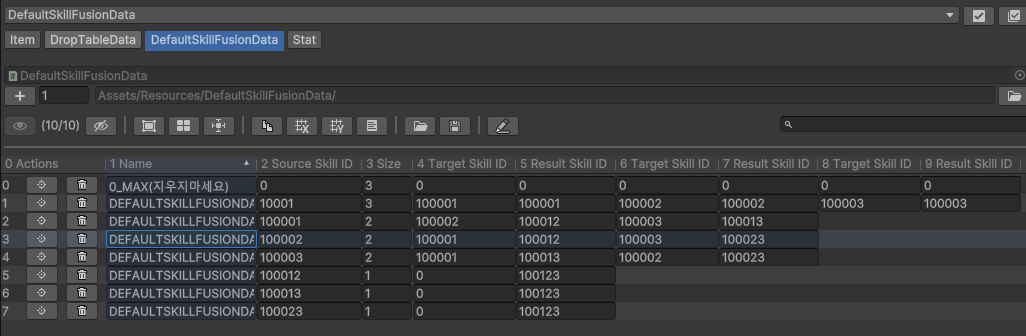 DefaultSkillFusionData
Item DropTableData DefaultSkillFusionData Stat
DefaultSkillFusionData
1 Assets/Resources/DefaultSkillFusionData/
(10/10)
0 Actions 1 Name 2 Source Skill ID 3 Size 4 Target Skill ID 5 Result Skill ID 6 Target Skill ID 7 Result Skill ID 8 Target Skill ID 9 Result Skill ID
0 0_MAX(지우지마세요) 0 3 0 0 0 0 0 0
1 DEFAULTSKILLFUSIONDA 10001 3 100001 100001 100002 100002 100003 100003
2 DEFAULTSKILLFUSIONDA 100001 2 100002 100012 100003 100013
3 DEFAULTSKILLFUSIONDA 100002 2 100001 100012 100003 100023
4 DEFAULTSKILLFUSIONDA 100003 2 100001 100013 100002 100023
5 DEFAULTSKILLFUSIONDA 100012 1 0 100123
6 DEFAULTSKILLFUSIONDA 100013 1 0 100123
7 DEFAULTSKILLFUSIONDA 100023 1 0 100123